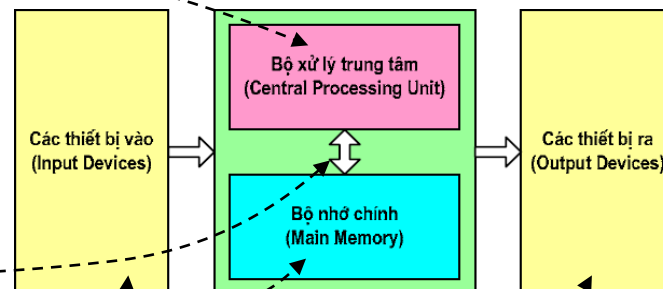 Các thiết bị vào
(Input Devices)
Bộ xử lý trung tâm
(Central Processing Unit)
Bộ nhớ chính
(Main Memory)
Các thiết bị ra
(Output Devices)